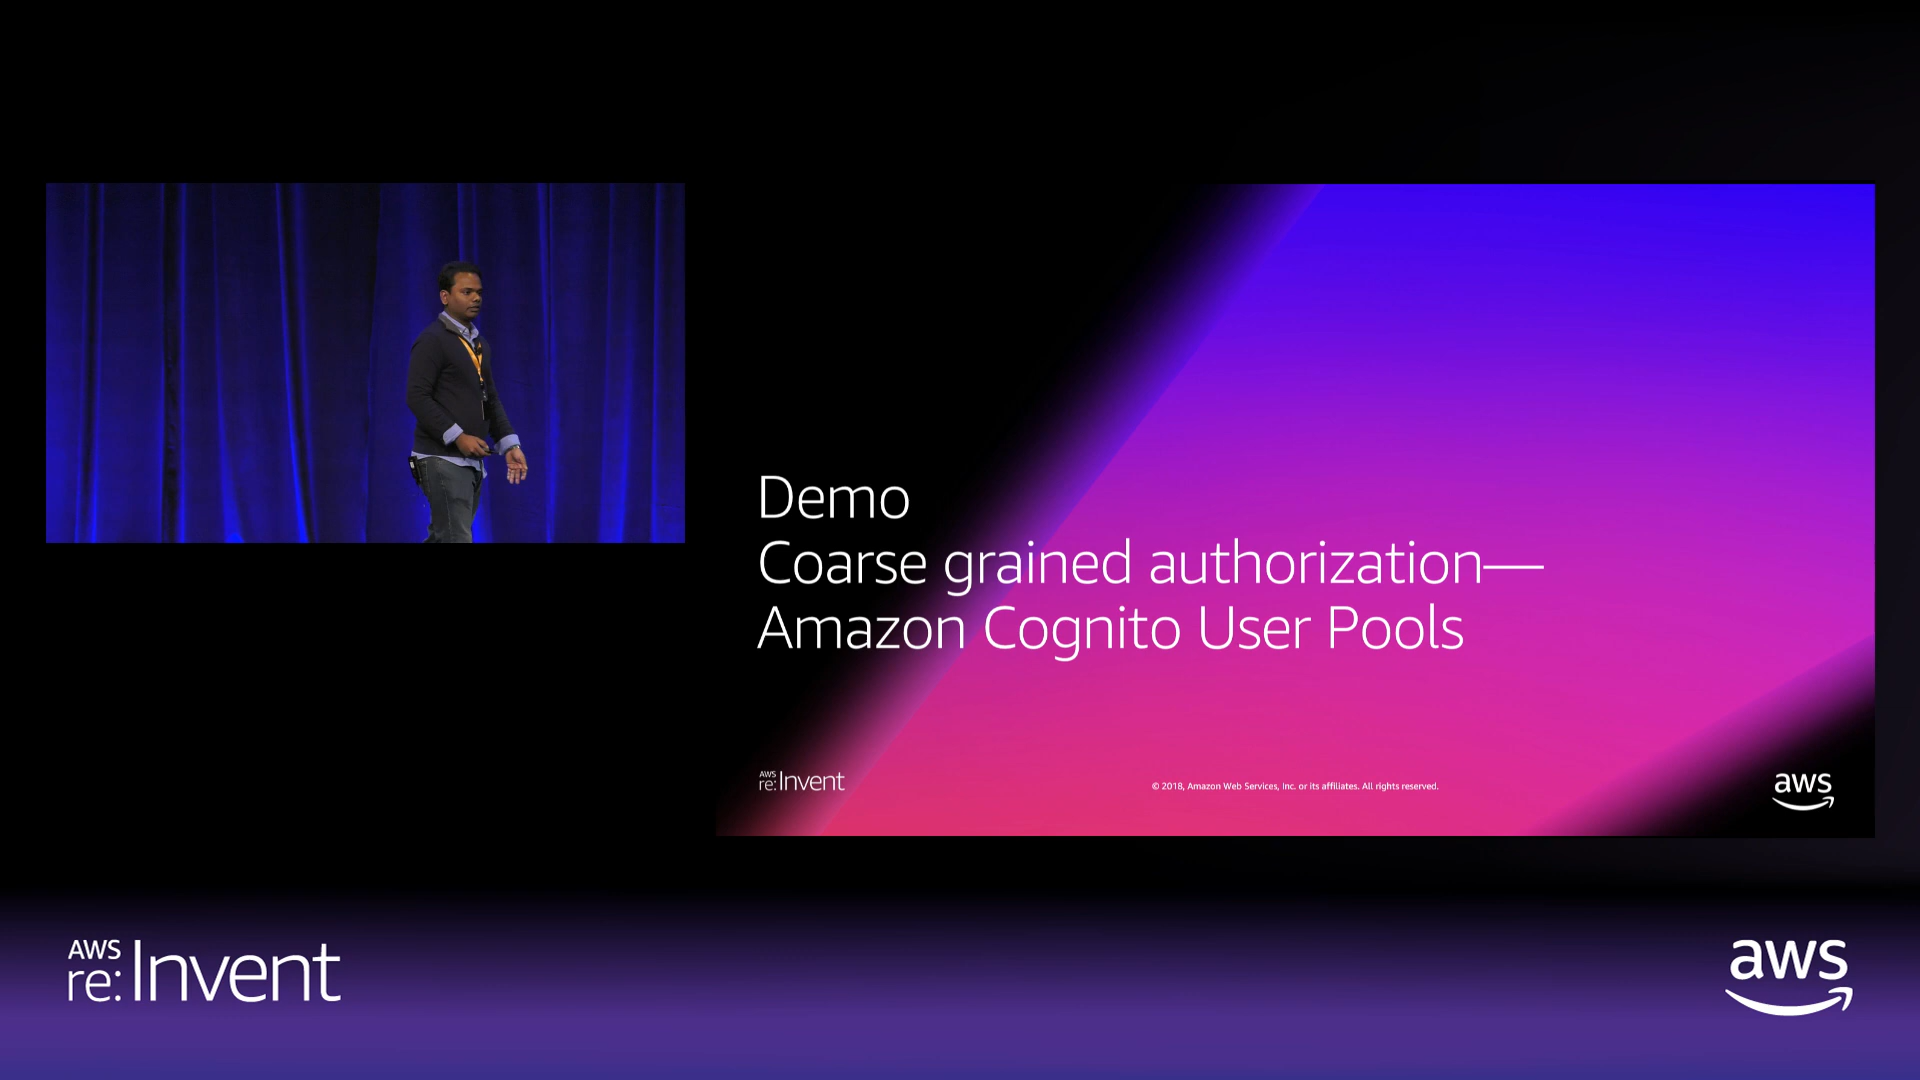 Demo
Coarse grained authorization—
Amazon Cognito User Pools
AWS
re:Invent
© 2018, Amazon Web Services, Inc. or its affiliates. All rights reserved.
aws
AWS
re:Invent
aws